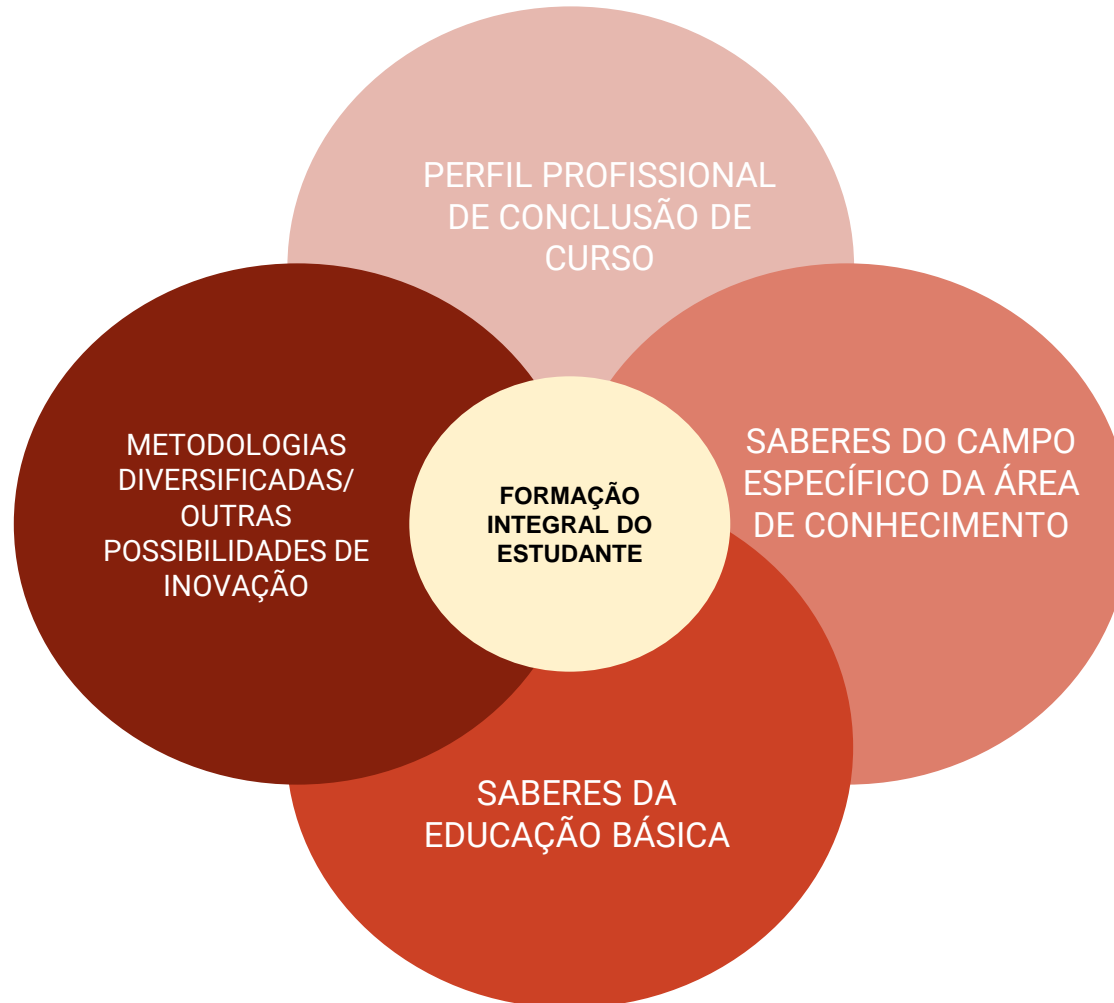 PERFIL PROFISSIONAL
DE CONCLUSÃO DE
CURSO
METODOLOGIAS
DIVERSIFICADAS/
OUTRAS
POSSIBILIDADES DE
INOVAÇÃO
FORMAÇÃO
INTEGRAL DO
ESTUDANTE
SABERES DO CAMPO
ESPECÍFICO DA ÁREA
DE CONHECIMENTO
SABERES DA
EDUCAÇÃO BÁSICA